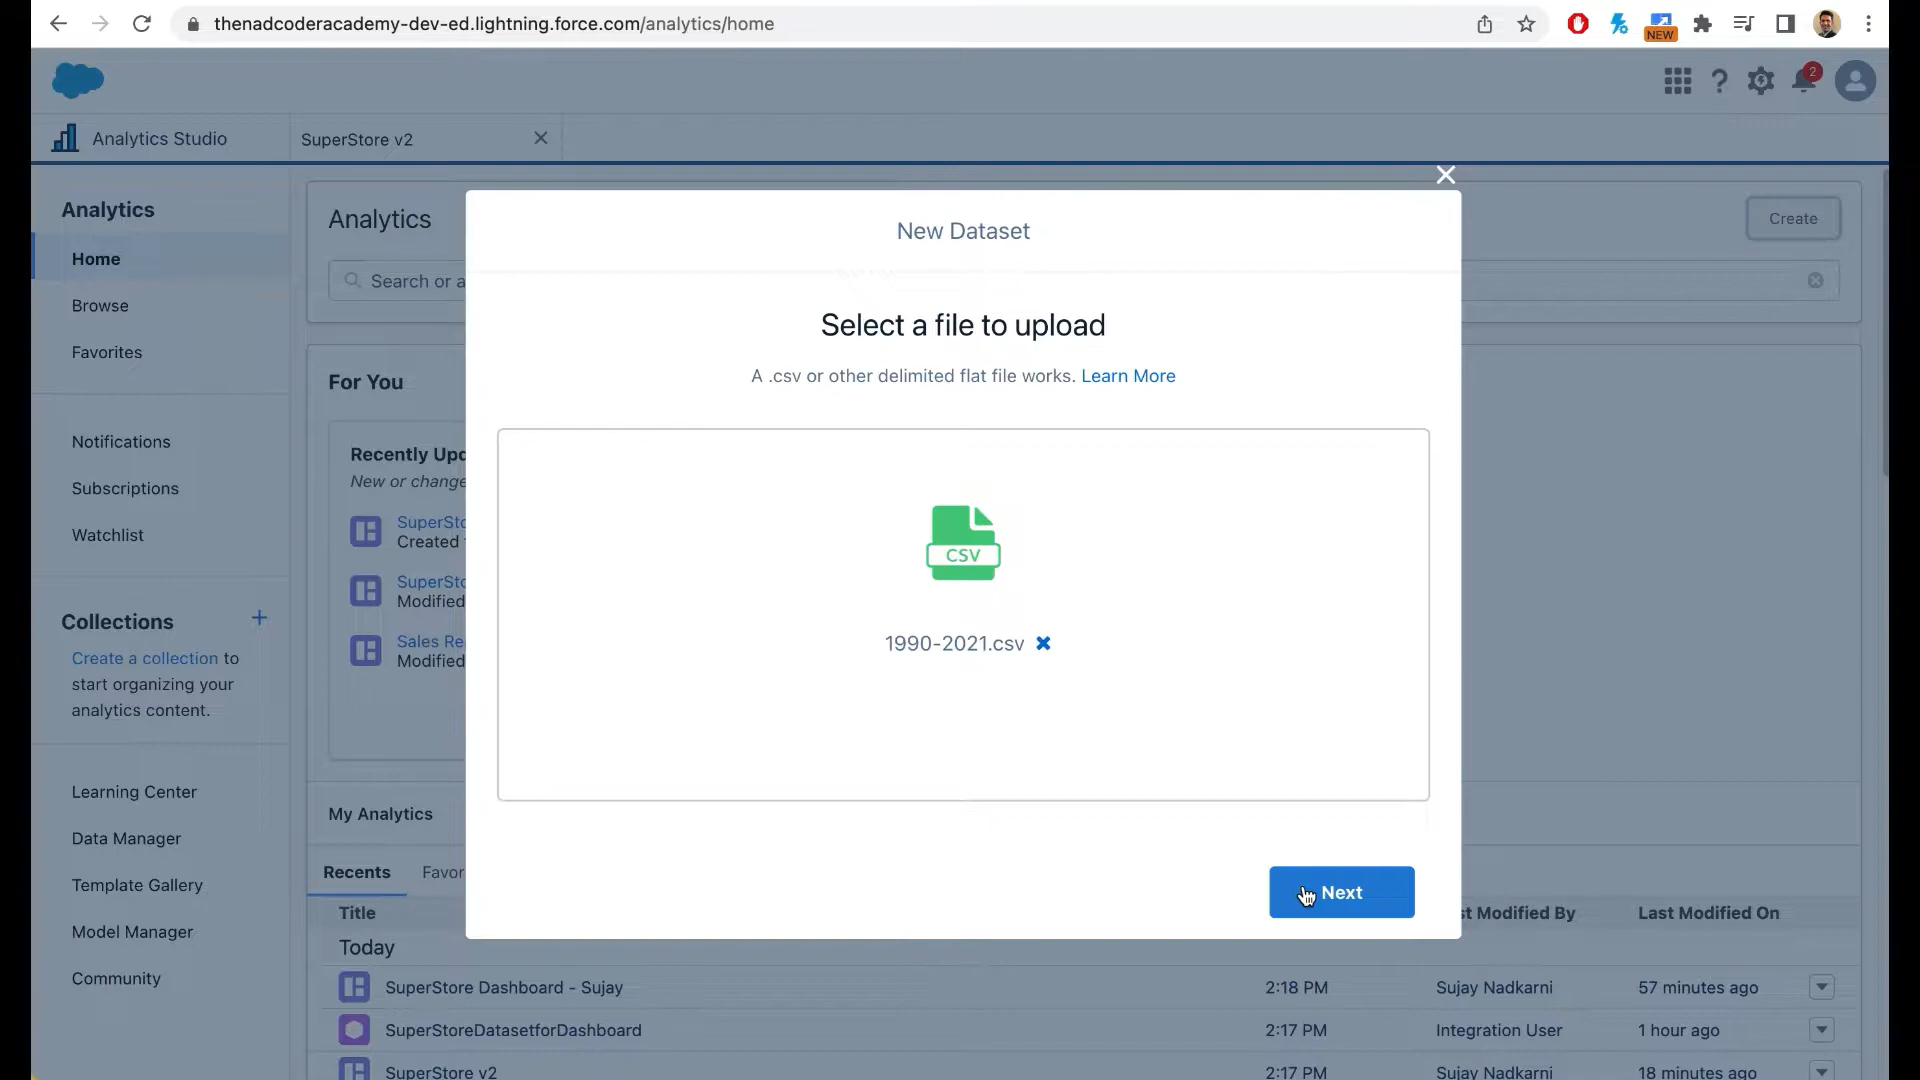 thenadcoderacademy-dev-ed.lightning.force.com/analytics/home
NEW
2
Analytics Studio
SuperStore v2
Analytics
Home
Browse
Favorites
Notifications
Subscriptions
Watchlist
Collections
Create a collection to
start organizing your
analytics content.
Learning Center
Data Manager
Template Gallery
Model Manager
Community
Analytics
Create
Search or a
For You
Recently Upd
New or change
SuperSto
Created
SuperSto
Modified
Sales Re
Modified
New Dataset
Select a file to upload
A .csv or other delimited flat file works. Learn More
CSV
1990-2021.csv
Next
My Analytics
Recents Favor
Title st Modified By Last Modified On
Today
SuperStore Dashboard - Sujay 2:18 PM Sujay Nadkarni 57 minutes ago
SuperStoreDatasetforDashboard 2:17 PM Integration User 1 hour ago
SuperStore v2 2:17 PM Sujay Nadkarni 18 minutes ago